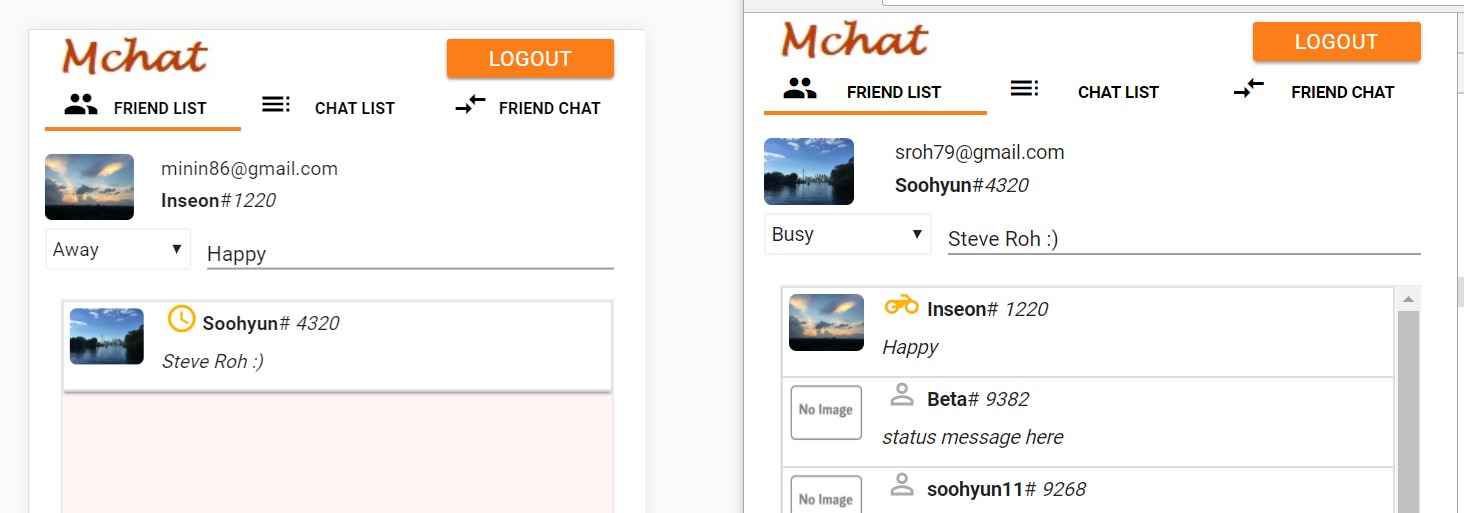 Mchat
LOGOUT
FRIEND LIST
CHAT LIST
FRIEND CHAT
minin86@gmail.com
Inseon#1220
Away
Happy
Soohyun# 4320
Steve Roh :)
Mchat
LOGOUT
FRIEND LIST
CHAT LIST
FRIEND CHAT
sroh79@gmail.com
Soohyun#4320
Busy
Steve Roh :)
Inseon# 1220
Happy
No Image
Beta# 9382
status message here
No Image
soohyun11# 9268